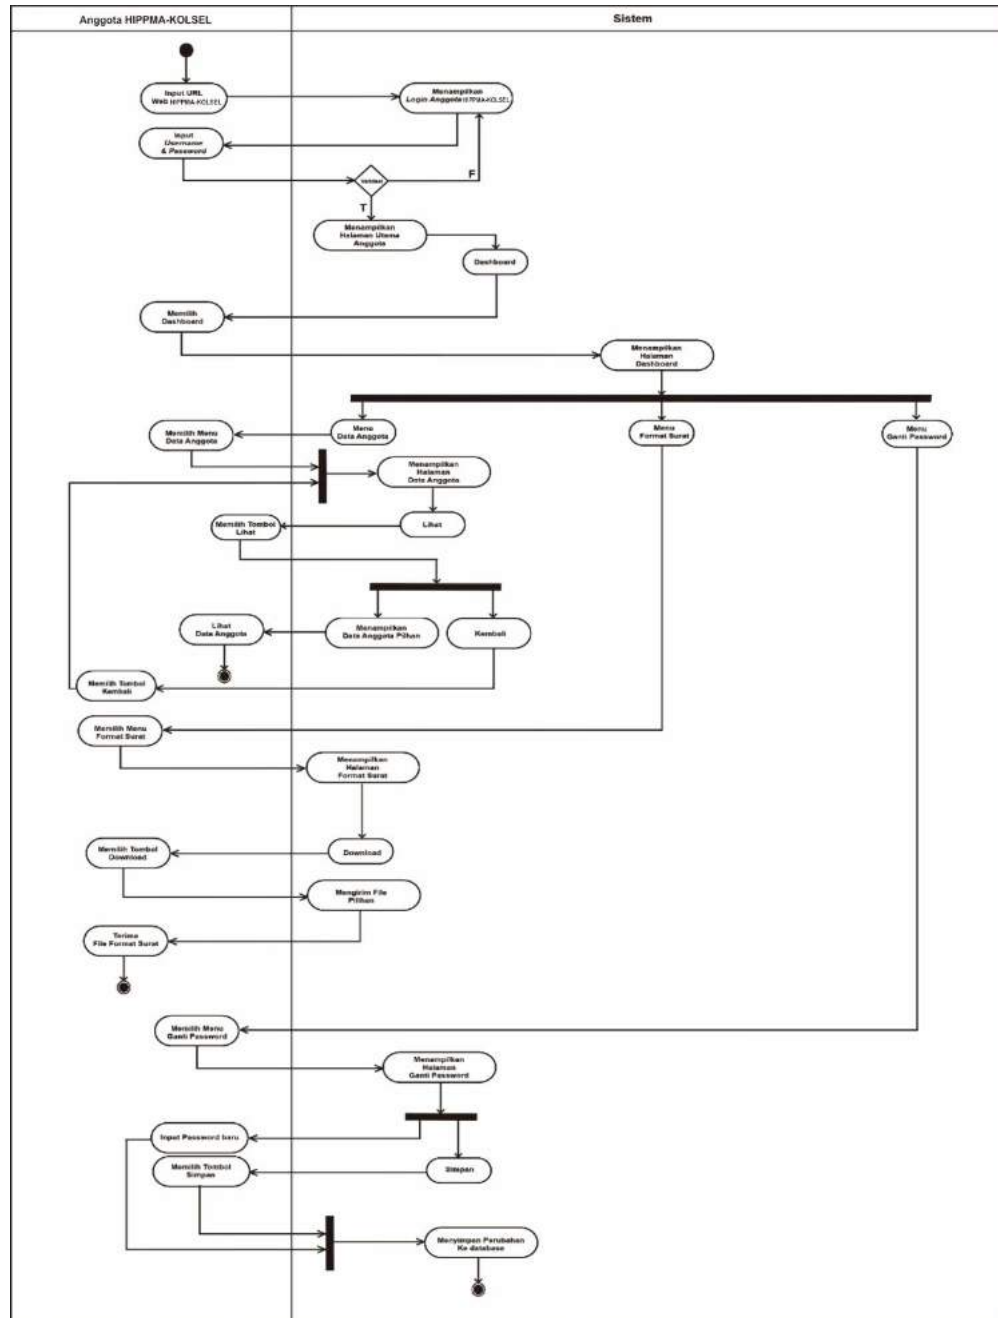 Anggota HIPPMA-KOLSEL
Sistem
Input URL
Web HIPPMA-KOLSEL
Menampilkan
Login Anggota HIPPMA-KOLSEL
Input
Username
& Password
Validasi
F
T
Menampilkan
Halaman Utama
Anggota
Dashboard
Memilih
Dashboard
Menampilkan
Halaman
Dashboard
Memilih Menu
Data Anggota
Menu
Data Anggota
Menu
Format Surat
Menu
Ganti Password
Menampilkan
Halaman
Data Anggota
Memilih Tombol
Lihat
Lihat
Lihat
Data Anggota
Menampilkan
Data Anggota Pilhan
Kembali
Memilih Tombol
Kembali
Memilih Menu
Format Surat
Menampilkan
Halaman
Format Surat
Memilih Tombol
Download
Download
Mengirim File
Pilihan
Terima
File Format Surat
Memilih Menu
Ganti Password
Menampilkan
Halaman
Ganti Password
Input Password baru
Memilih Tombol
Simpan
Simpan
Menyimpan Perubahan
Ke database